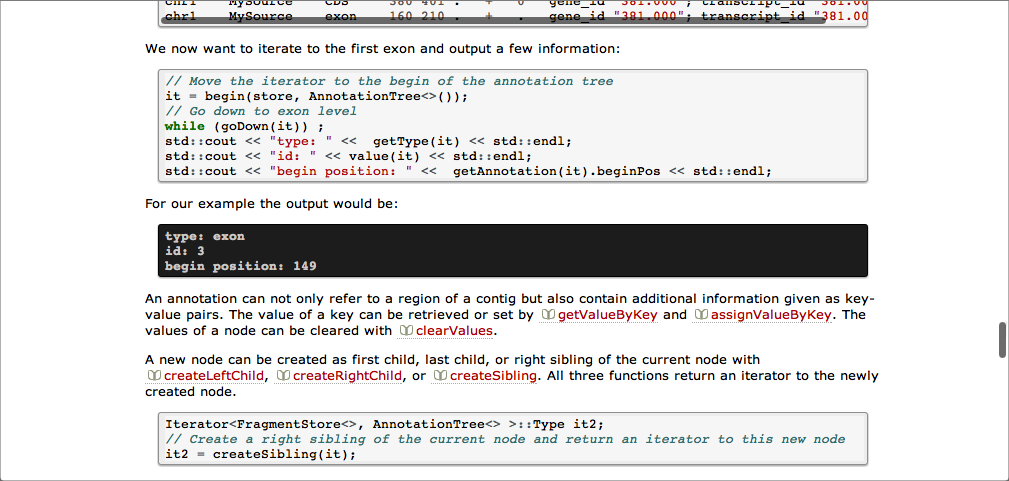 chr1 MySource CDS 380 401 . + 0 gene_id "381.000"; transcript_id "381.00
chr1 MySource exon 160 210 . + . gene_id "381.000"; transcript_id "381.00
We now want to iterate to the first exon and output a few information:
// Move the iterator to the begin of the annotation tree
it = begin(store, AnnotationTree<>());
// Go down to exon level
while (goDown(it)) ;
std::cout << "type: " << getType(it) << std::endl;
std::cout << "id: " << value(it) << std::endl;
std::cout << "begin position: " << getAnnotation(it).beginPos << std::endl;
For our example the output would be:
type: exon
id: 3
begin position: 149
An annotation can not only refer to a region of a contig but also contain additional information given as key-
value pairs. The value of a key can be retrieved or set by getValueByKey and assignValueByKey. The
values of a node can be cleared with clearValues.
A new node can be created as first child, last child, or right sibling of the current node with
createLeftChild, createRightChild, or createSibling. All three functions return an iterator to the newly
created node.
Iterator<FragmentStore<>, AnnotationTree<> >::Type it2;
// Create a right sibling of the current node and return an iterator to this new node
it2 = createSibling(it);